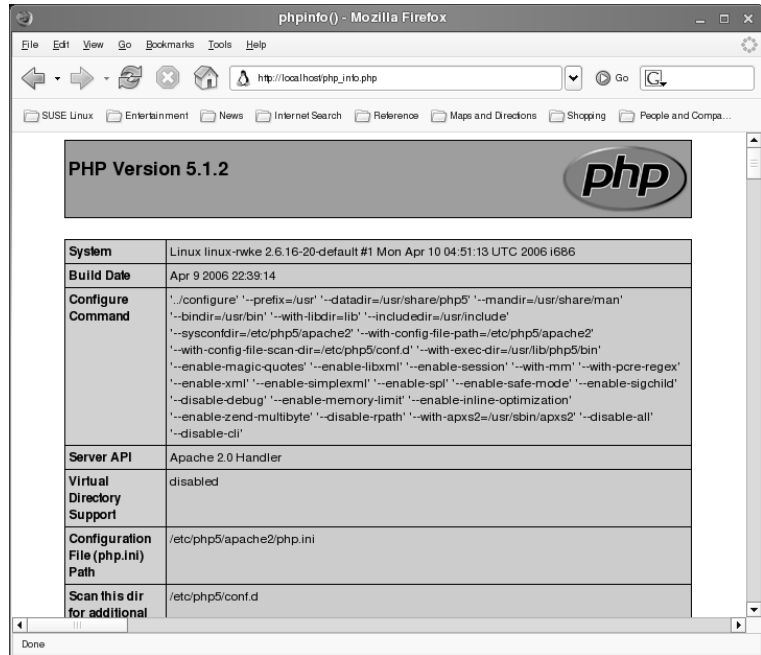 phpinfo() - Mozilla Firefox
File Edit View Go Bookmarks Tools Help
http://localhost/php_info.php
Go
G
SUSE Linux Entertainment News Internet Search Reference Maps and Directions Shopping People and Compa...
PHP Version 5.1.2
php
System Linux linux-rwke 2.6.16-20-default #1 Mon Apr 10 04:51:13 UTC 2006 i686
Build Date Apr 9 2006 22:39:14
Configure
Command
'../configure' '--prefix=/usr' '--datadir=/usr/share/php5' '--mandir=/usr/share/man'
'--bindir=/usr/bin' '--with-libdir=lib' '--includedir=/usr/include'
'--sysconfdir=/etc/php5/apache2' '--with-config-file-path=/etc/php5/apache2'
'--with-config-file-scan-dir=/etc/php5/conf.d' '--with-exec-dir=/usr/lib/php5/bin'
'--enable-magic-quotes' '--enable-libxml' '--enable-session' '--with-mm' '--with-pcre-regex'
'--enable-xml' '--enable-simplexml' '--enable-spl' '--enable-safe-mode' '--enable-sigchild'
'--disable-debug' '--enable-memory-limit' '--enable-inline-optimization'
'--enable-zend-multibyte' '--disable-rpath' '--with-apxs2=/usr/sbin/apxs2' '--disable-all'
'--disable-cli'
Server API Apache 2.0 Handler
Virtual
Directory
Support
disabled
Configuration
File (php.ini)
Path
/etc/php5/apache2/php.ini
Scan this dir
for additional
/etc/php5/conf.d
Done